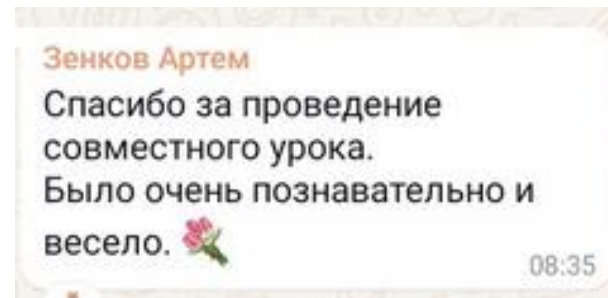 Зенков Артем
Спасибо за проведение
совместного урока.
Было очень познавательно и
весело. 💐
08:35